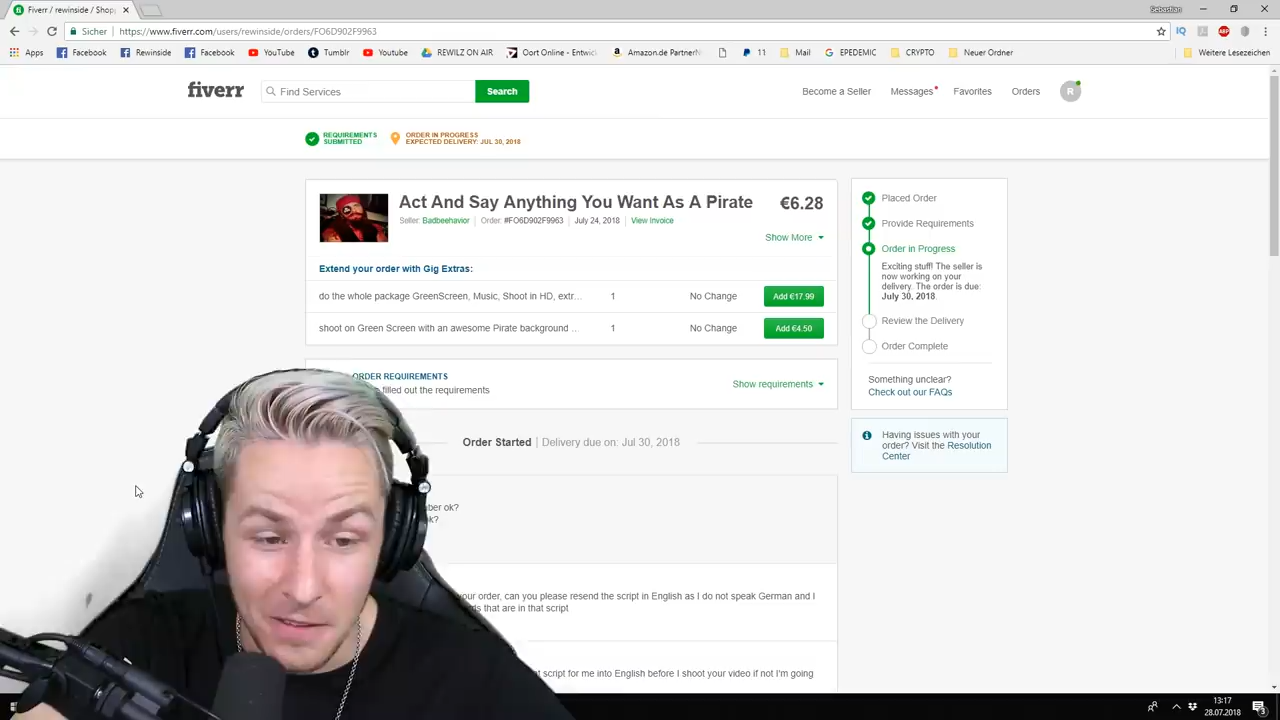 Fiverr / rewinside / Shop
Sebastian
Sicher | https://www.fiverr.com/users/rewinside/orders/FO6D902F9963
Apps Facebook Rewinside Facebook YouTube Tumblr Youtube REWILZ ON AIR Oort Online - Entwick Amazon.de PartnerN 11 Mail EPEDEMIC CRYPTO Neuer Ordner Weitere Lesezeichen
fiverr Find Services Search Become a Seller Messages Favorites Orders R
REQUIREMENTS
SUBMITTED
ORDER IN PROGRESS
EXPECTED DELIVERY: JUL 30, 2018
Act And Say Anything You Want As A Pirate €6.28
Seller: Badbeehavior | Order: #FO6D902F9963 | July 24, 2018 | View Invoice
Show More
Extend your order with Gig Extras:
do the whole package GreenScreen, Music, Shoot in HD, extr... 1 No Change Add €17.99
shoot on Green Screen with an awesome Pirate background ... 1 No Change Add €4.50
ORDER REQUIREMENTS
filled out the requirements
Show requirements
Order Started | Delivery due on: Jul 30, 2018
ok?
ok?
your order, can you please resend the script in English as I do not speak German and I
that are in that script
script for me into English before I shoot your video if not I'm going
Placed Order
Provide Requirements
Order in Progress
Exciting stuff! The seller is
now working on your
delivery. The order is due:
July 30, 2018
Review the Delivery
Order Complete
Something unclear?
Check out our FAQs
Having issues with your
order? Visit the Resolution
Center
13:17
28.07.2018
3